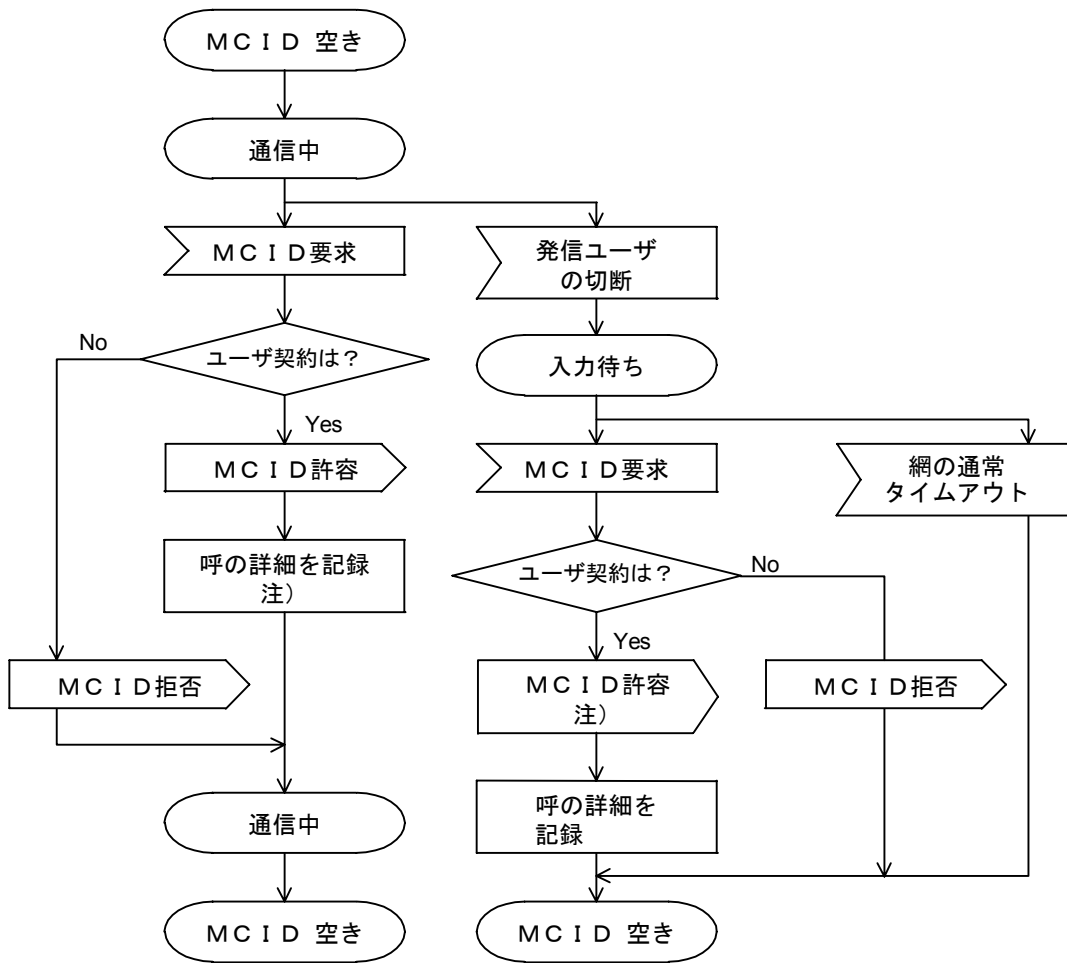 ＭＣＩＤ 空き
通信中
ＭＣＩＤ要求
発信ユーザ
の切断
No
ユーザ契約は？
入力待ち
Yes
ＭＣＩＤ許容
ＭＣＩＤ要求
網の通常
タイムアウト
呼の詳細を記録
注）
ユーザ契約は？
No
Yes
ＭＣＩＤ拒否
ＭＣＩＤ許容
注）
ＭＣＩＤ拒否
呼の詳細を
記録
通信中
ＭＣＩＤ 空き
ＭＣＩＤ 空き